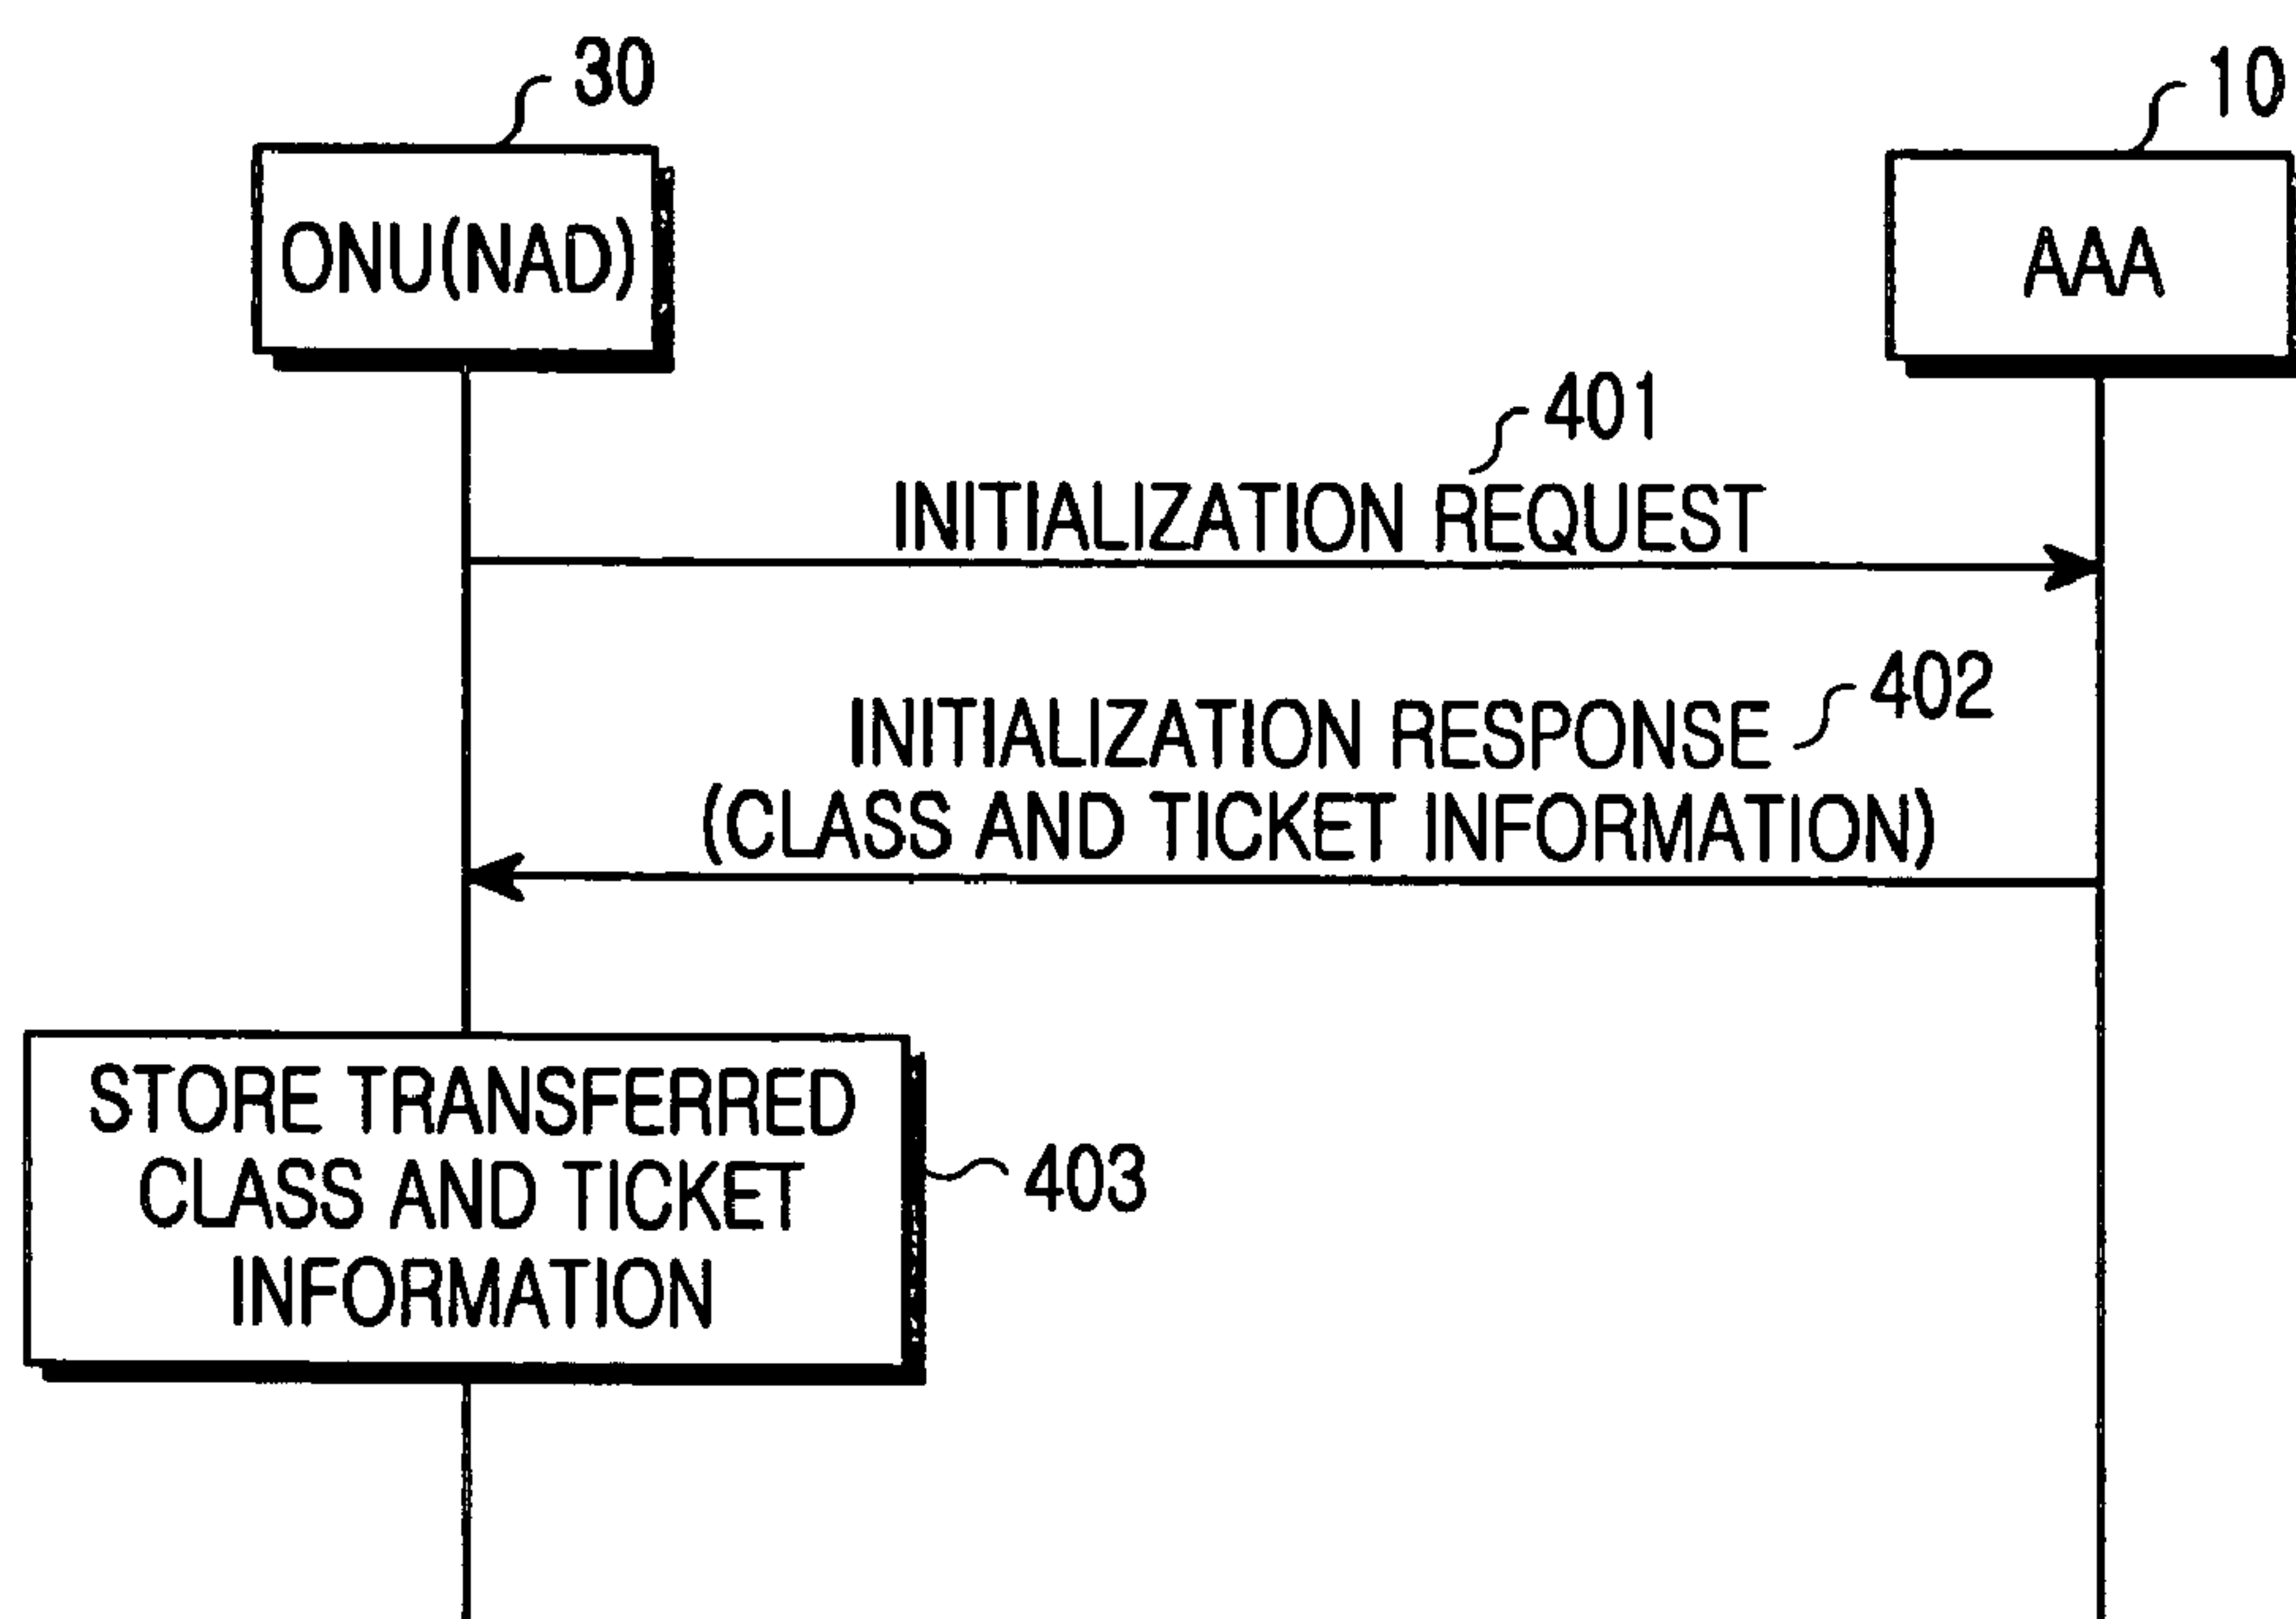 30
10
ONU(NAD)
AAA
401
INITIALIZATION REQUEST
402
INITIALIZATION RESPONSE
(CLASS AND TICKET INFORMATION)
STORE TRANSFERRED
CLASS AND TICKET
INFORMATION
403